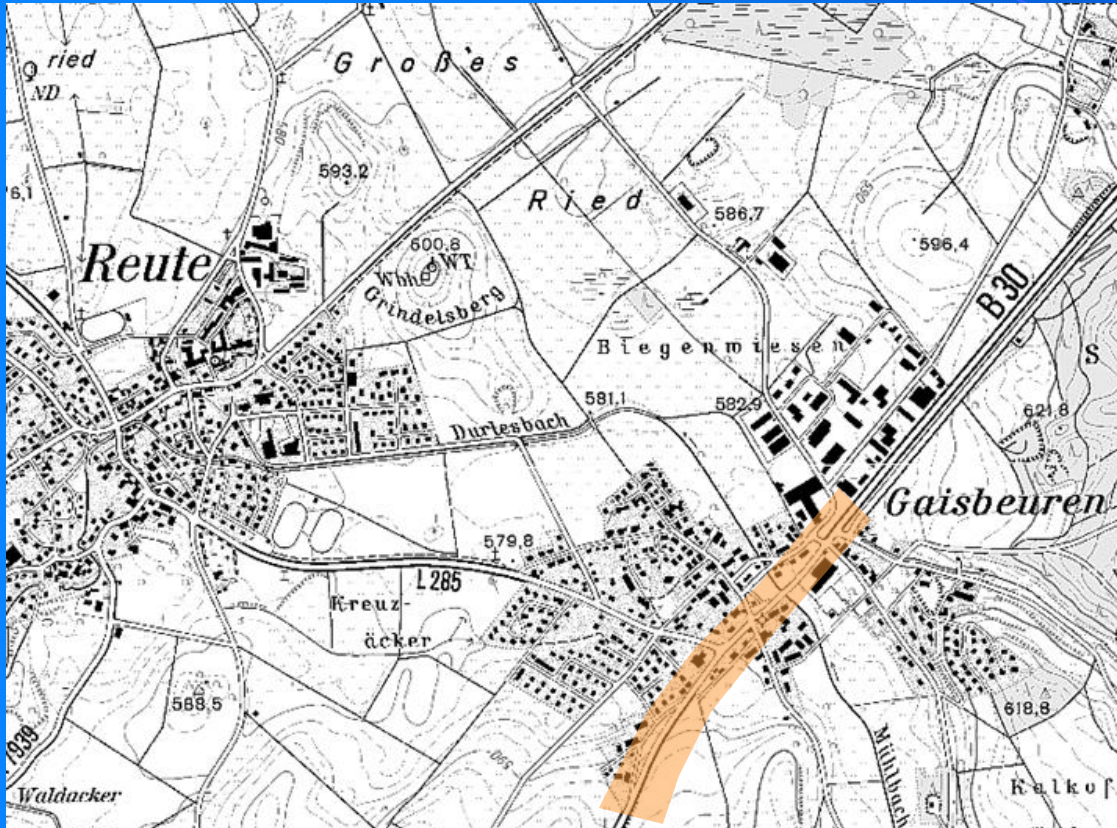 ried
ND
Großes
593,2
76,1
Ried
586,7
596,4
Reute
600,8
Wbh WT
Grindelsberg
B 30
Biegenwiesen
S
581,1
582,9
621,8
Durlesbach
Gaisbeuren
579,8
L 285
Kreuz-
äcker
588,5
590
618,8
Mühlbach
Waldacker
Kalkof